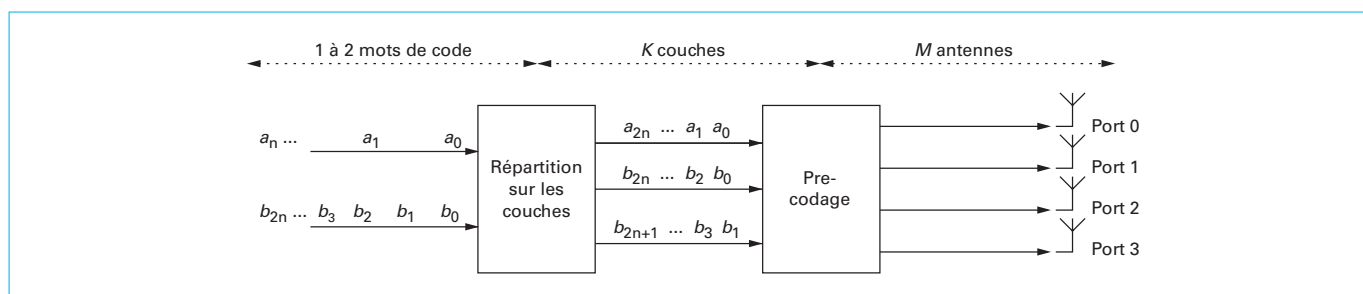 1 à 2 mots de code
K couches
M antennes
aₙ ... a₁ a₀
b₂ₙ ... b₃ b₂ b₁ b₀
Répartition
sur les
couches
a₂ₙ ... a₁ a₀
b₂ₙ ... b₂ b₀
b₂ₙ₊₁ ... b₃ b₁
Pre-
codage
Port 0
Port 1
Port 2
Port 3